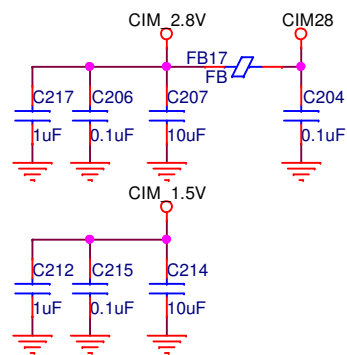 CIM_2.8V
CIM28
FB17
FB
C217
C206
C207
C204
1uF
0.1uF
10uF
0.1uF
CIM_1.5V
C212
C215
C214
1uF
0.1uF
10uF